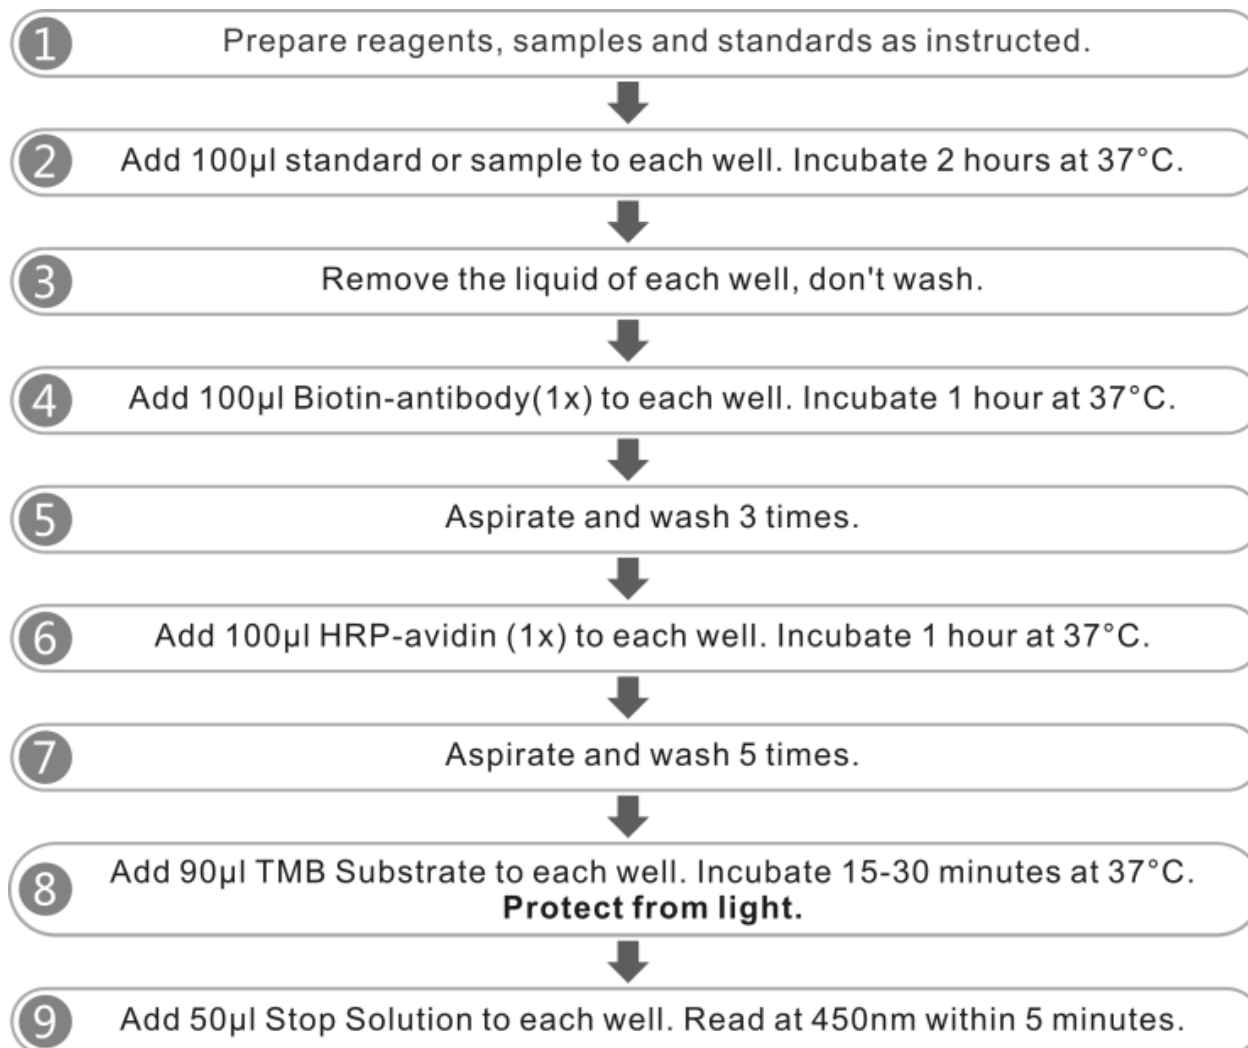 1 Prepare reagents, samples and standards as instructed.
2 Add 100μl standard or sample to each well. Incubate 2 hours at 37°C.
3 Remove the liquid of each well, don't wash.
4 Add 100μl Biotin-antibody(1x) to each well. Incubate 1 hour at 37°C.
5 Aspirate and wash 3 times.
6 Add 100μl HRP-avidin (1x) to each well. Incubate 1 hour at 37°C.
7 Aspirate and wash 5 times.
8 Add 90μl TMB Substrate to each well. Incubate 15-30 minutes at 37°C.
Protect from light.
9 Add 50μl Stop Solution to each well. Read at 450nm within 5 minutes.